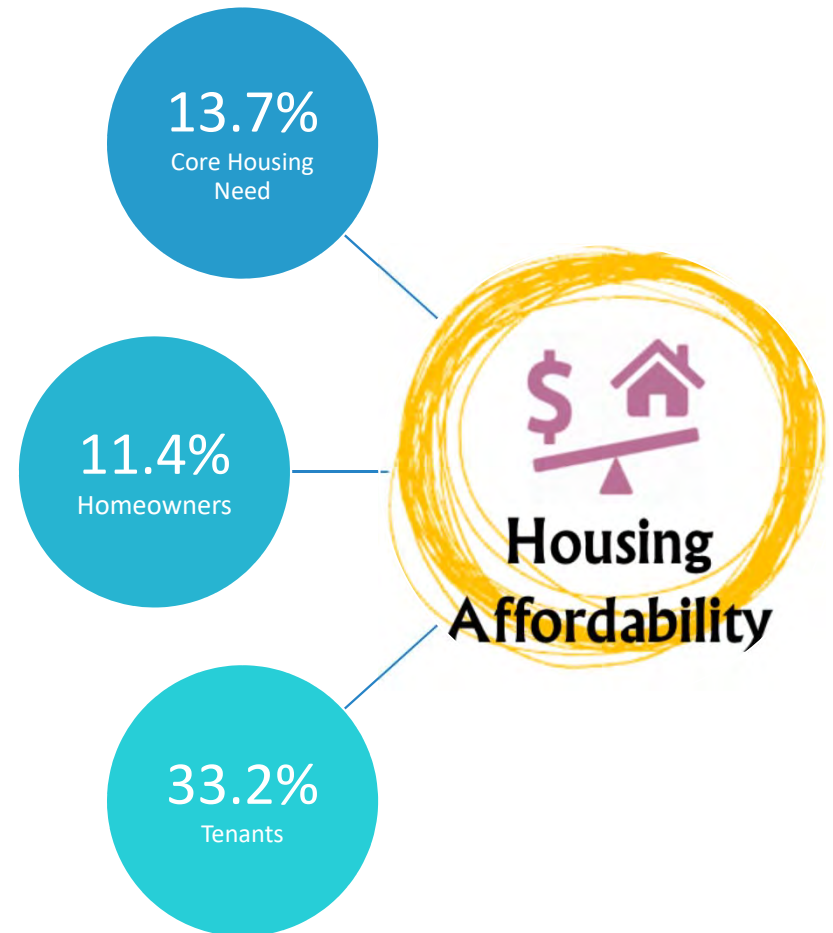 13.7%
Core Housing
Need
11.4%
Homeowners
$
Housing
Affordability
33.2%
Tenants